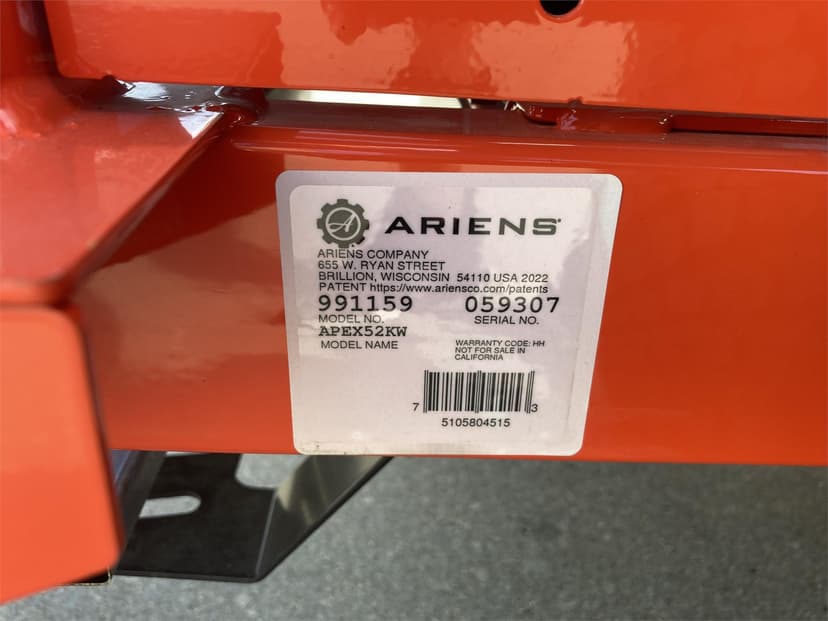 ARIENS
ARIENS COMPANY
655 W. RYAN STREET
BRILLION, WISCONSIN 54110 USA 2022
PATENT https://www.ariensco.com/patents
991159 059307
MODEL NO. SERIAL NO.
APEX52KW
MODEL NAME
WARRANTY CODE: HH
NOT FOR SALE IN
CALIFORNIA
7 3
5105804515